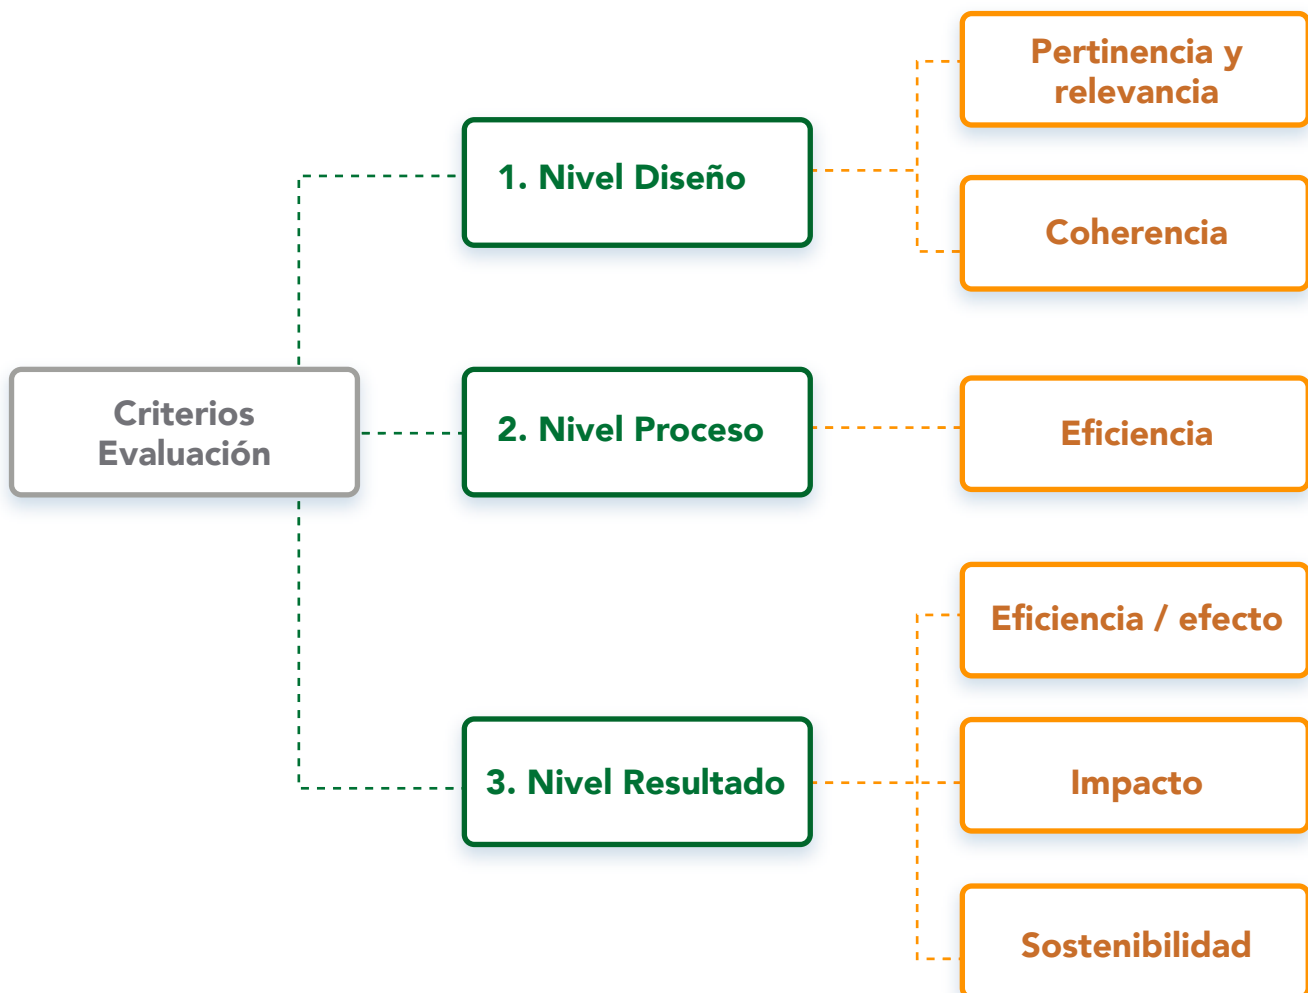 Criterios
Evaluación
1. Nivel Diseño
Pertinencia y
relevancia
Coherencia
2. Nivel Proceso
Eficiencia
3. Nivel Resultado
Eficiencia / efecto
Impacto
Sostenibilidad